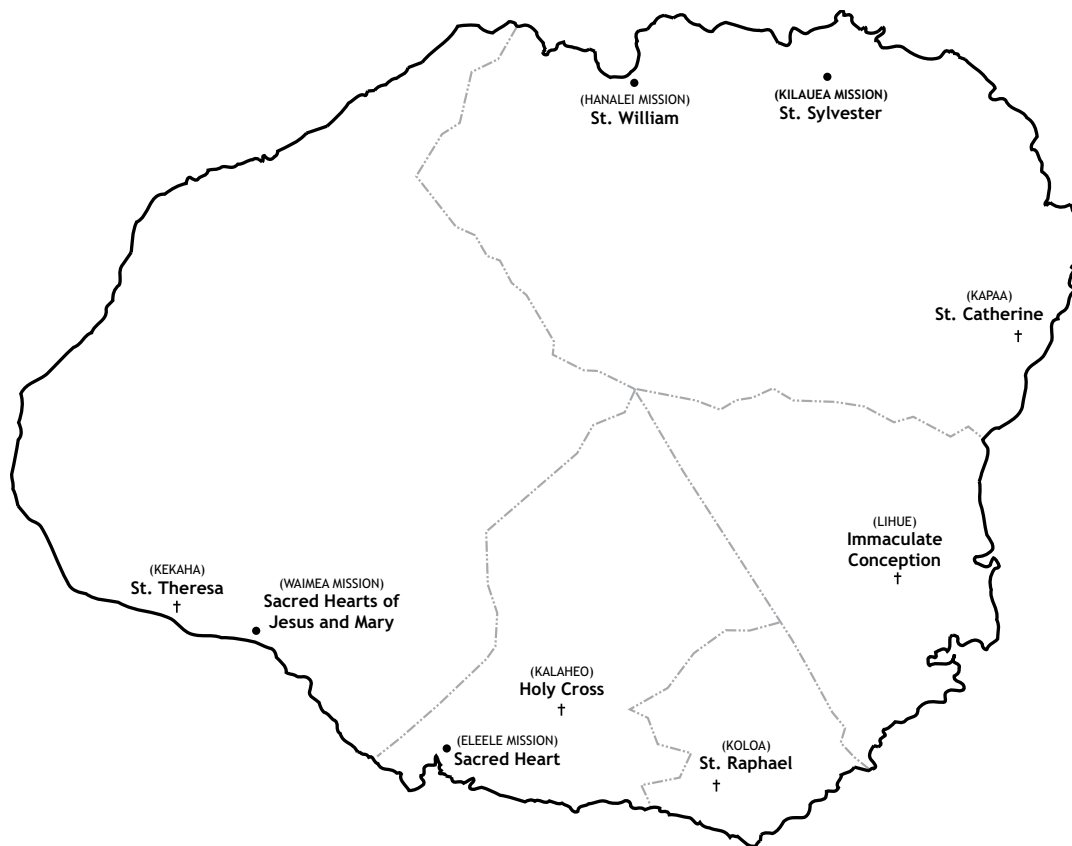 (HANALEI MISSION)
St. William
(KILAUEA MISSION)
St. Sylvester
(KAPAA)
St. Catherine
(LIHUE)
Immaculate
Conception
(KEKAHA)
St. Theresa
(WAIMEA MISSION)
Sacred Hearts of
Jesus and Mary
(KALAHEO)
Holy Cross
(ELEELE MISSION)
Sacred Heart
(KOLOA)
St. Raphael